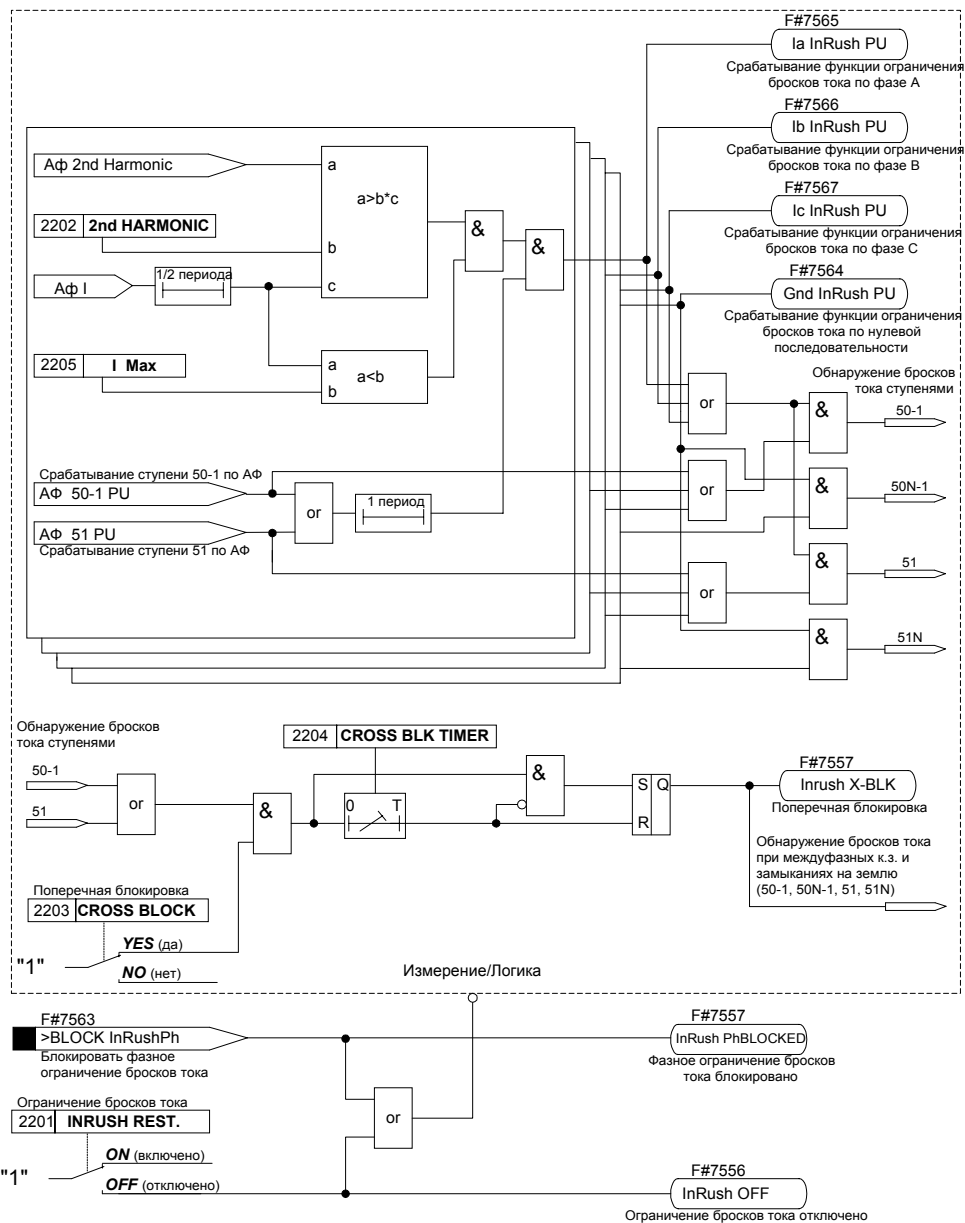 F#7565
Ia InRush PU
Срабатывание функции ограничения
бросков тока по фазе А
F#7566
Ib InRush PU
Срабатывание функции ограничения
бросков тока по фазе В
F#7567
Ic InRush PU
Срабатывание функции ограничения
бросков тока по фазе С
F#7564
Gnd InRush PU
Срабатывание функции ограничения
бросков тока по нулевой
последовательности
Аф 2nd Harmonic
2202 2nd HARMONIC
Аф I
1/2 периода
2205 I Max
a
b
c
a>b*c
a
b
a<b
&
&
Срабатывание ступени 50-1 по АФ
АФ 50-1 PU
АФ 51 PU
Срабатывание ступени 51 по АФ
or
1 период
or
or
or
Обнаружение бросков
тока ступенями
&
50-1
&
50N-1
&
51
&
51N
Обнаружение бросков
тока ступенями
50-1
51
or
&
2204 CROSS BLK TIMER
0 T
&
S Q
R
F#7557
Inrush X-BLK
Поперечная блокировка
Обнаружение бросков тока
при междуфазных к.з. и
замыканиях на землю
(50-1, 50N-1, 51, 51N)
Поперечная блокировка
2203 CROSS BLOCK
YES (да)
"1"
NO (нет)
Измерение/Логика
F#7563
>BLOCK InRushPh
Блокировать фазное
ограничение бросков тока
F#7557
InRush PhBLOCKED
Фазное ограничение бросков
тока блокировано
Ограничение бросков тока
2201 INRUSH REST.
or
ON (включено)
"1"
OFF (отключено)
F#7556
InRush OFF
Ограничение бросков тока отключено